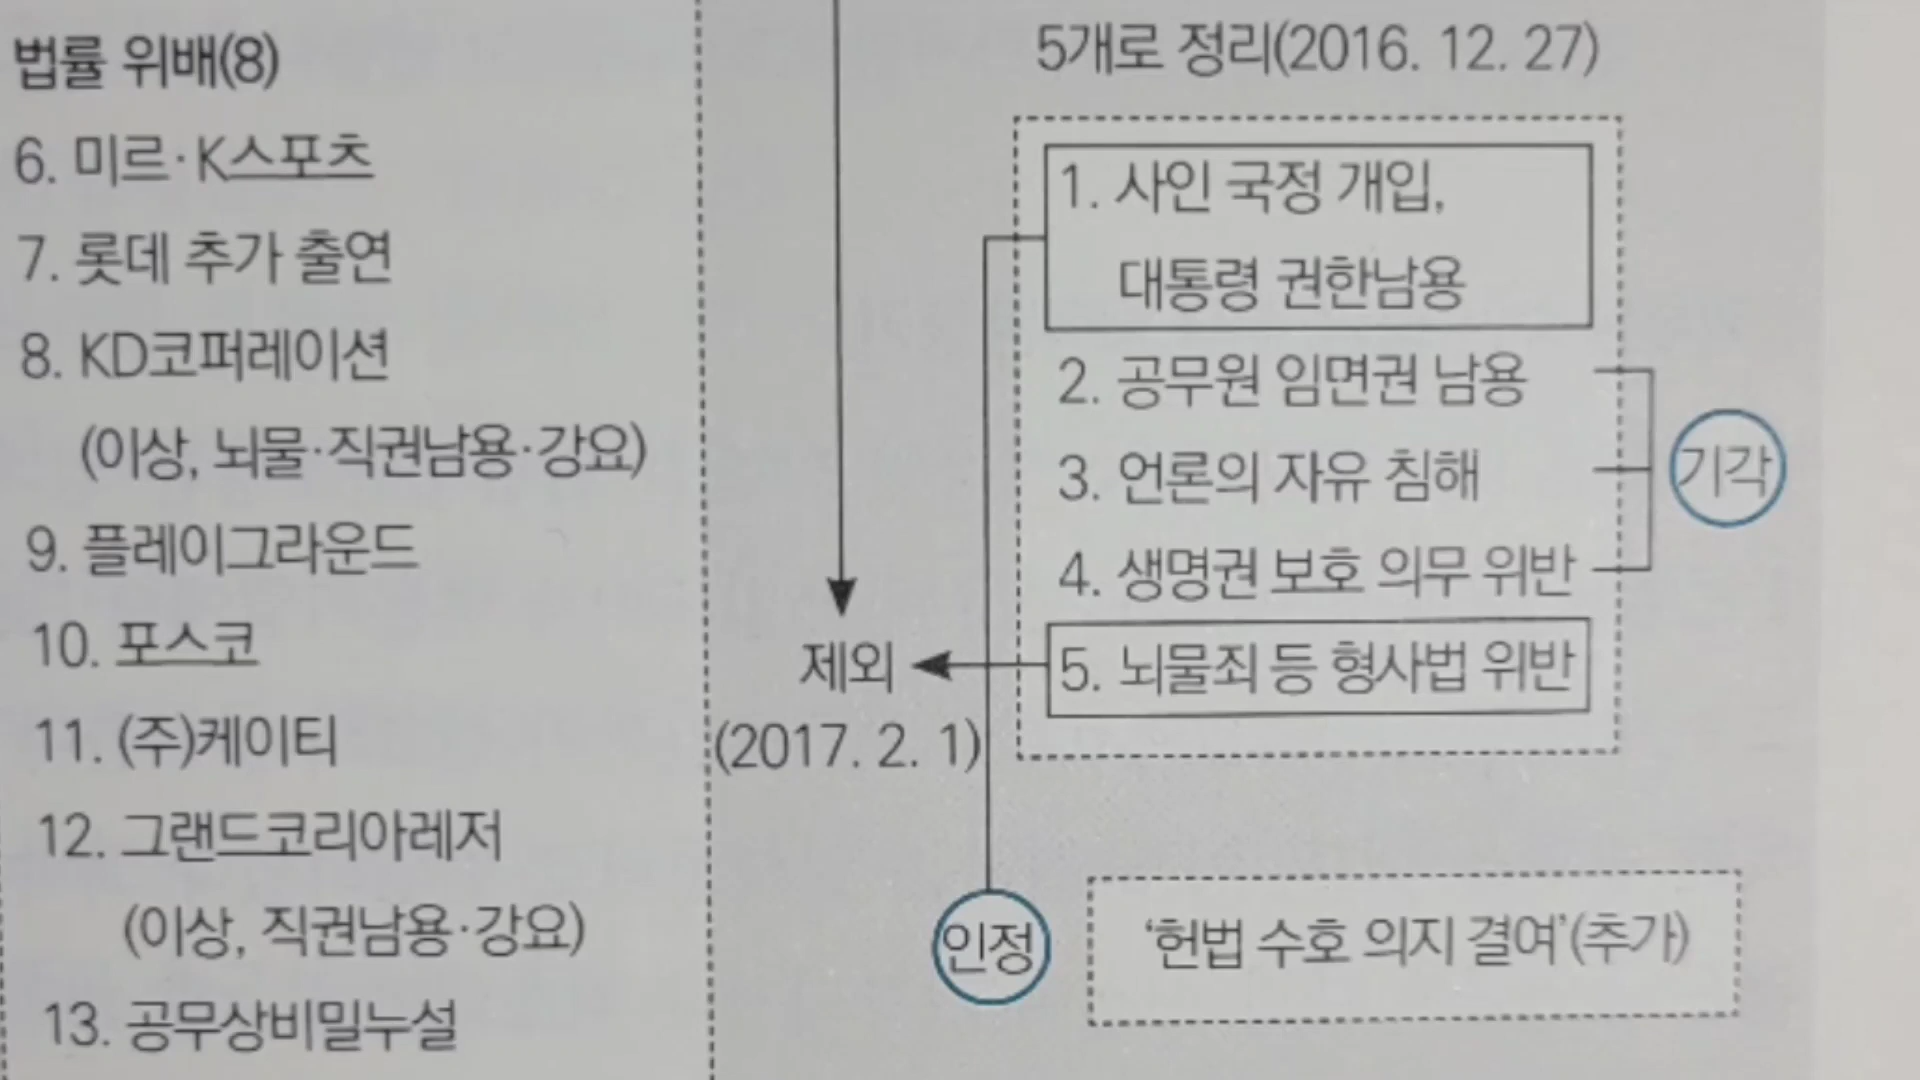 법률 위배(8)
6. 미르·K스포츠
7. 롯데 추가 출연
8. KD코퍼레이션
(이상, 뇌물·직권남용·강요)
9. 플레이그라운드
10. 포스코
11. (주)케이티
12. 그랜드코리아레저
(이상, 직권남용·강요)
13. 공무상비밀누설
제외
(2017. 2. 1)
5개로 정리(2016. 12. 27)
1. 사인 국정 개입,
대통령 권한남용
2. 공무원 임면권 남용
3. 언론의 자유 침해
4. 생명권 보호 의무 위반
5. 뇌물죄 등 형사법 위반
기각
인정
‘헌법 수호 의지 결여’(추가)